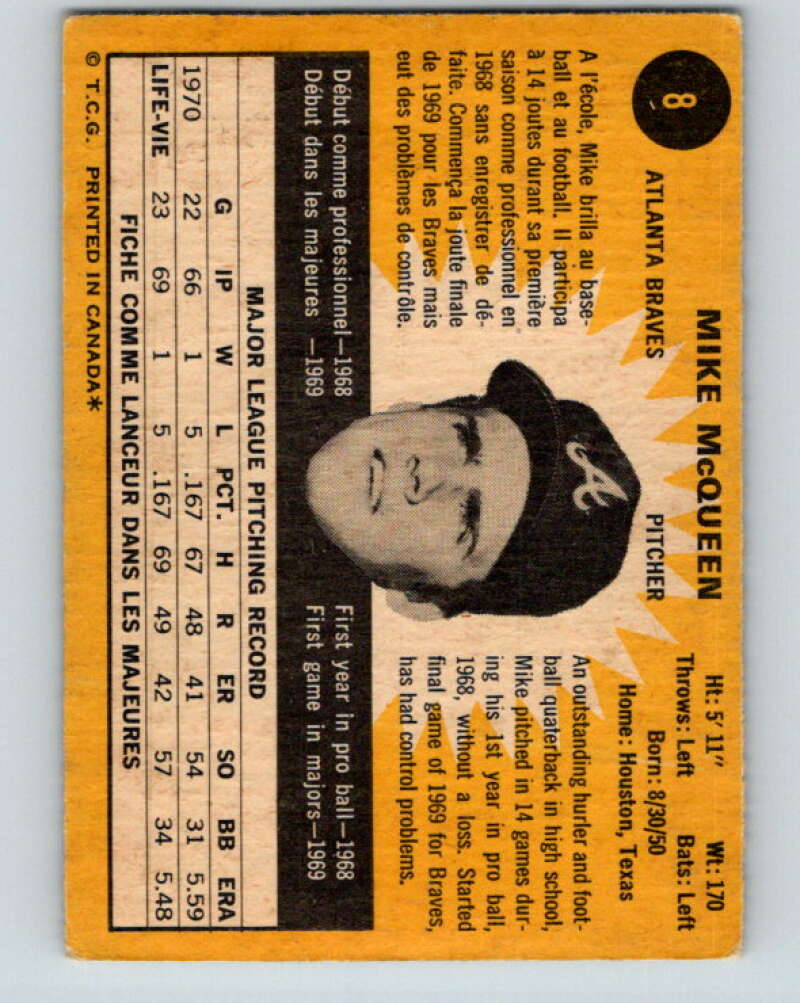 8
MIKE McQUEEN
ATLANTA BRAVES
PITCHER
Ht: 5' 11" Wt: 170
Throws: Left Bats: Left
Born: 8/30/50
Home: Houston, Texas
A l'école, Mike brilla au base-
ball et au football. Il participa
à 14 joutes durant sa première
saison comme professionnel en
1968 sans enregistrer de dé-
faite. Commença la joute finale
de 1969 pour les Braves mais
eut des problèmes de contrôle.
A
An outstanding hurler and foot-
ball quaterback in high school,
Mike pitched in 14 games dur-
ing his 1st year in pro ball,
1968, without a loss. Started
final game of 1969 for Braves,
has had control problems.
Début comme professionnel—1968
Début dans les majeures —1969
First year in pro ball—1968
First game in majors—1969
MAJOR LEAGUE PITCHING RECORD
G IP W L PCT. H R ER SO BB ERA
1970 22 66 1 5 .167 67 48 41 54 31 5.59
LIFE-VIE 23 69 1 5 .167 69 49 42 57 34 5.48
FICHE COMME LANCEUR DANS LES MAJEURES
© T.C.G. PRINTED IN CANADA*